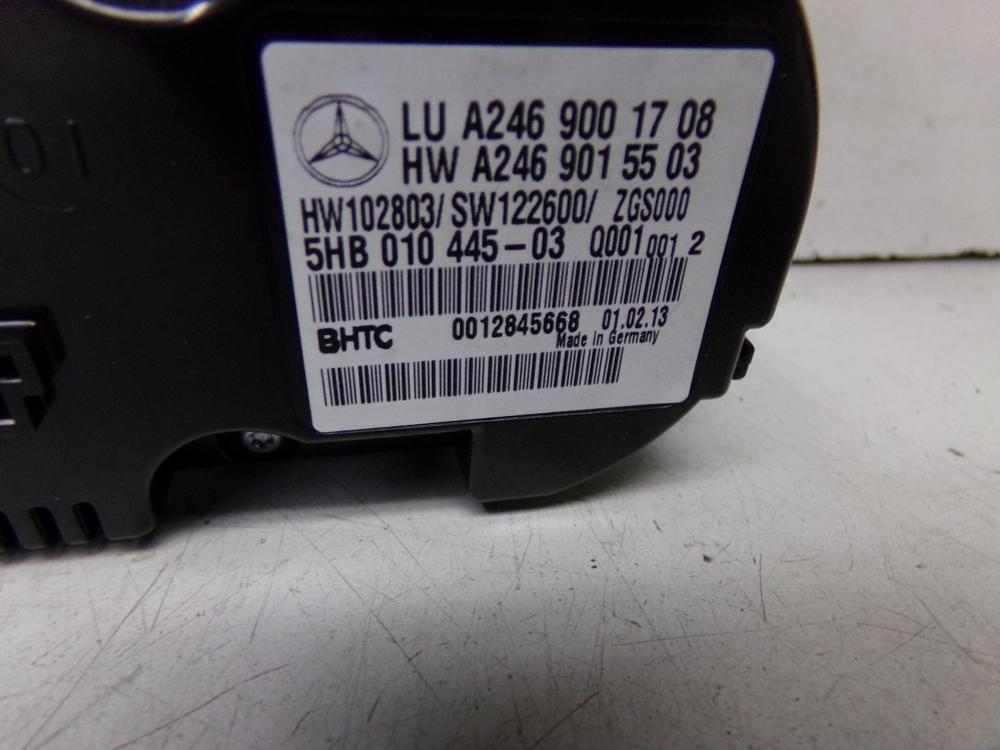 01
LU A246 900 17 08
HW A246 901 55 03
HW102803/ SW122600/ ZGS000
5HB 010 445-03 Q001 001 2
BHTC 0012845668 01.02.13
Made in Germany